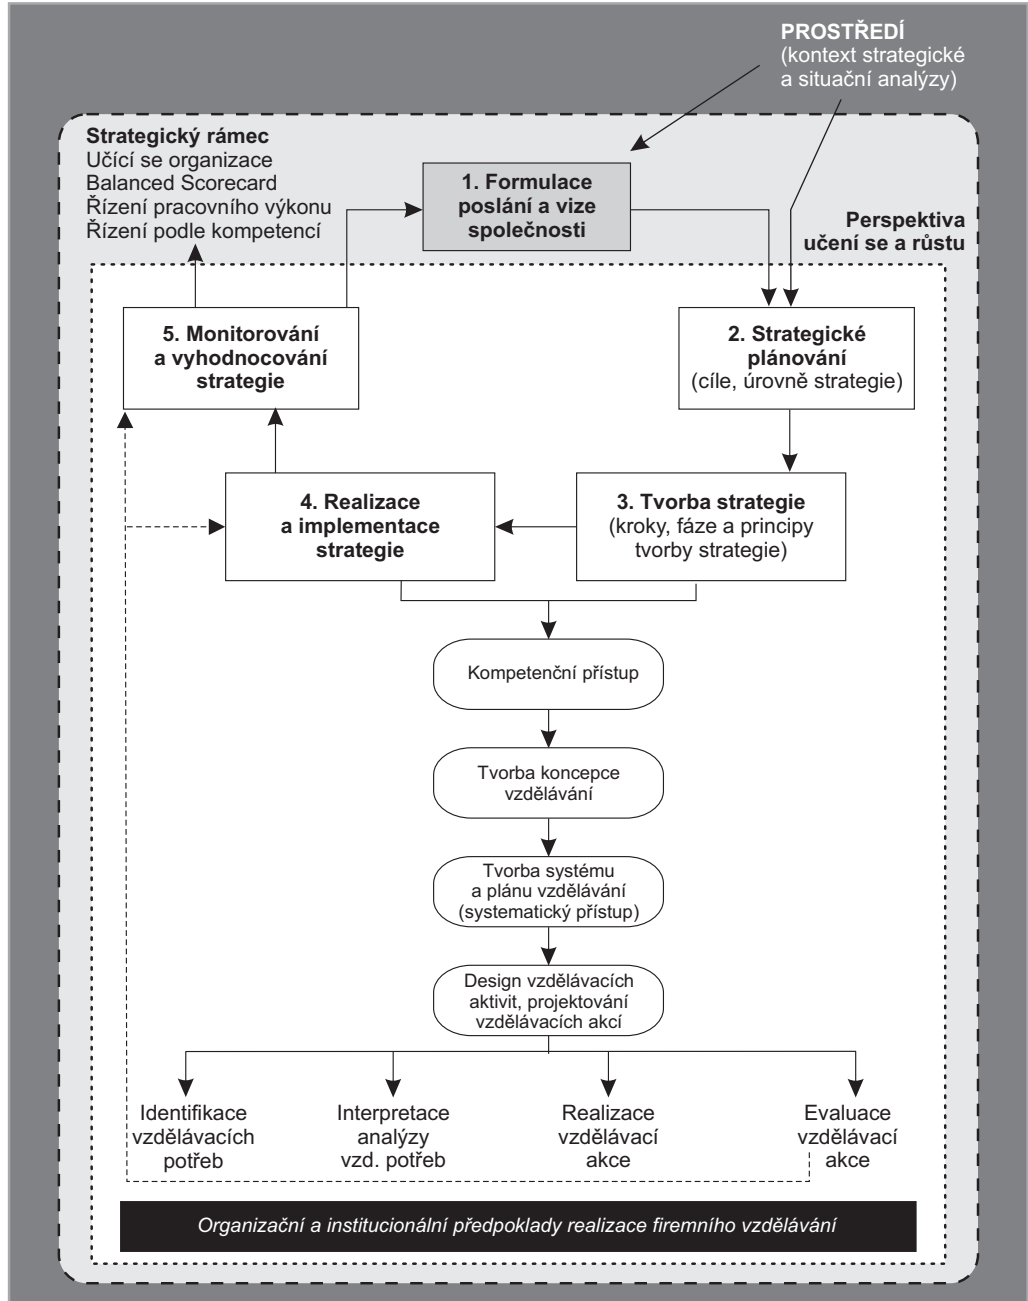 PROSTŘEDÍ
(kontext strategické
a situační analýzy)
Strategický rámec
Učící se organizace
Balanced Scorecard
Řízení pracovního výkonu
Řízení podle kompetencí
1. Formulace
poslání a vize
společnosti
Perspektiva
učení se a růstu
5. Monitorování
a vyhodnocování
strategie
2. Strategické
plánování
(cíle, úrovně strategie)
4. Realizace
a implementace
strategie
3. Tvorba strategie
(kroky, fáze a principy
tvorby strategie)
Kompetenční přístup
Tvorba koncepce
vzdělávání
Tvorba systému
a plánu vzdělávání
(systematický přístup)
Design vzdělávacích
aktivit, projektování
vzdělávacích akcí
Identifikace
vzdělávacích
potřeb
Interpretace
analýzy
vzd. potřeb
Realizace
vzdělávací
akce
Evaluace
vzdělávací
akce
Organizační a institucionální předpoklady realizace firemního vzdělávání